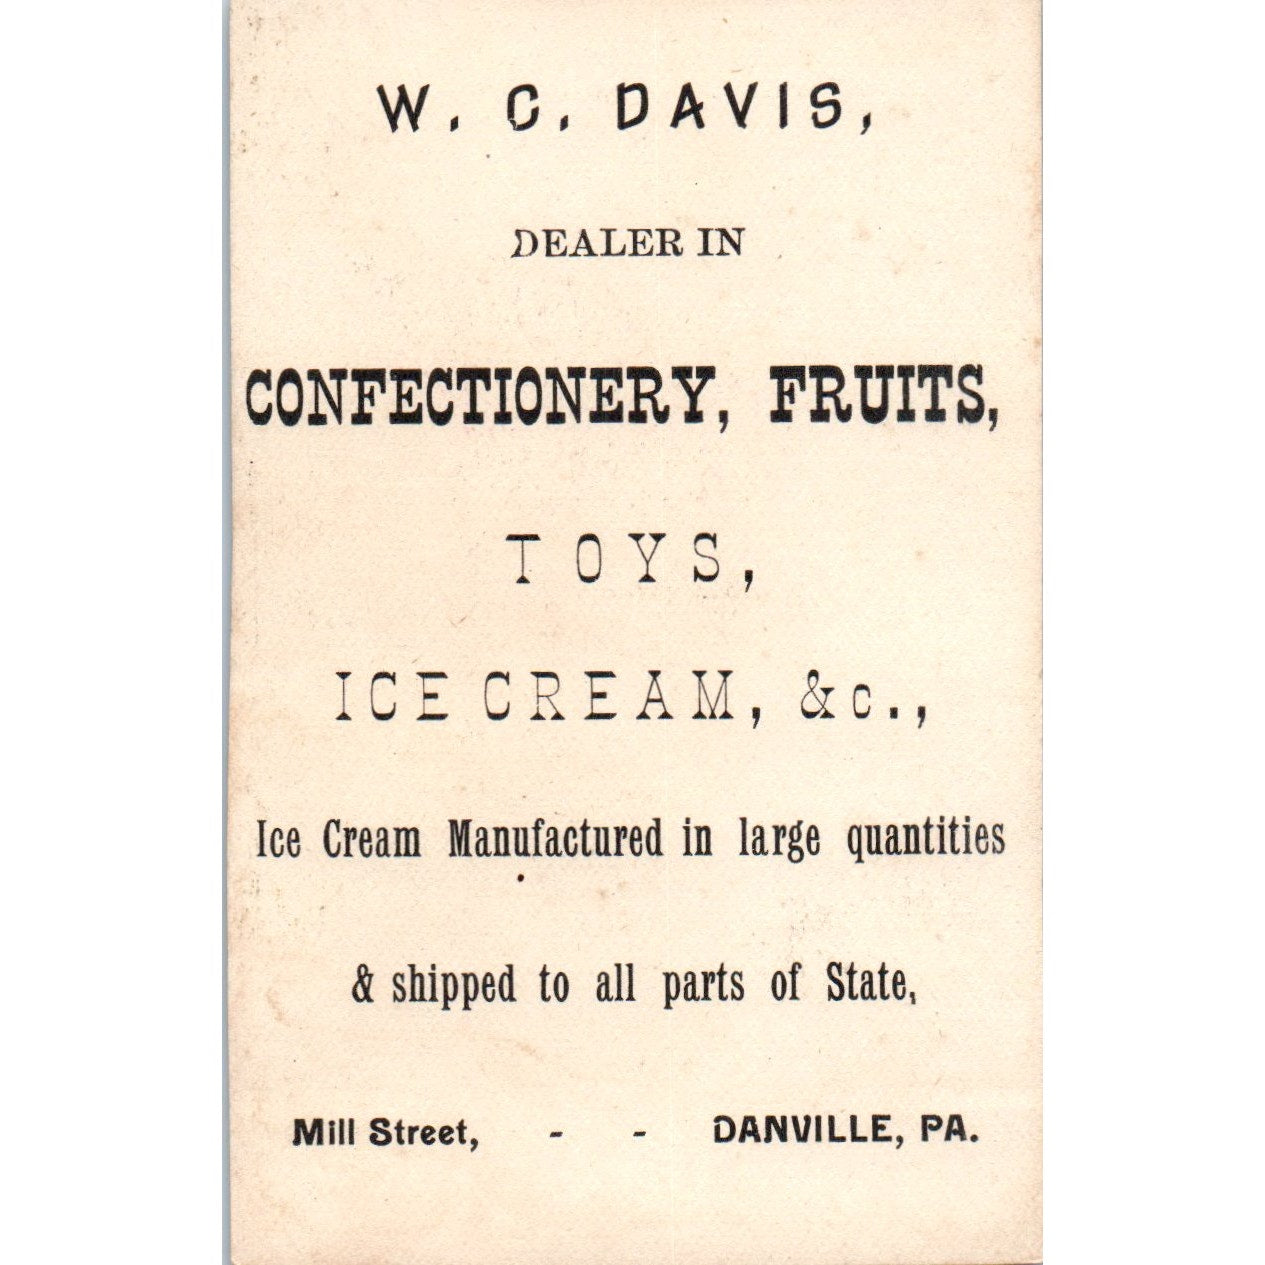 W. C. DAVIS,
DEALER IN
CONFECTIONERY, FRUITS,
TOYS,
ICE CREAM, &c.,
Ice Cream Manufactured in large quantities
& shipped to all parts of State,
Mill Street, - - DANVILLE, PA.